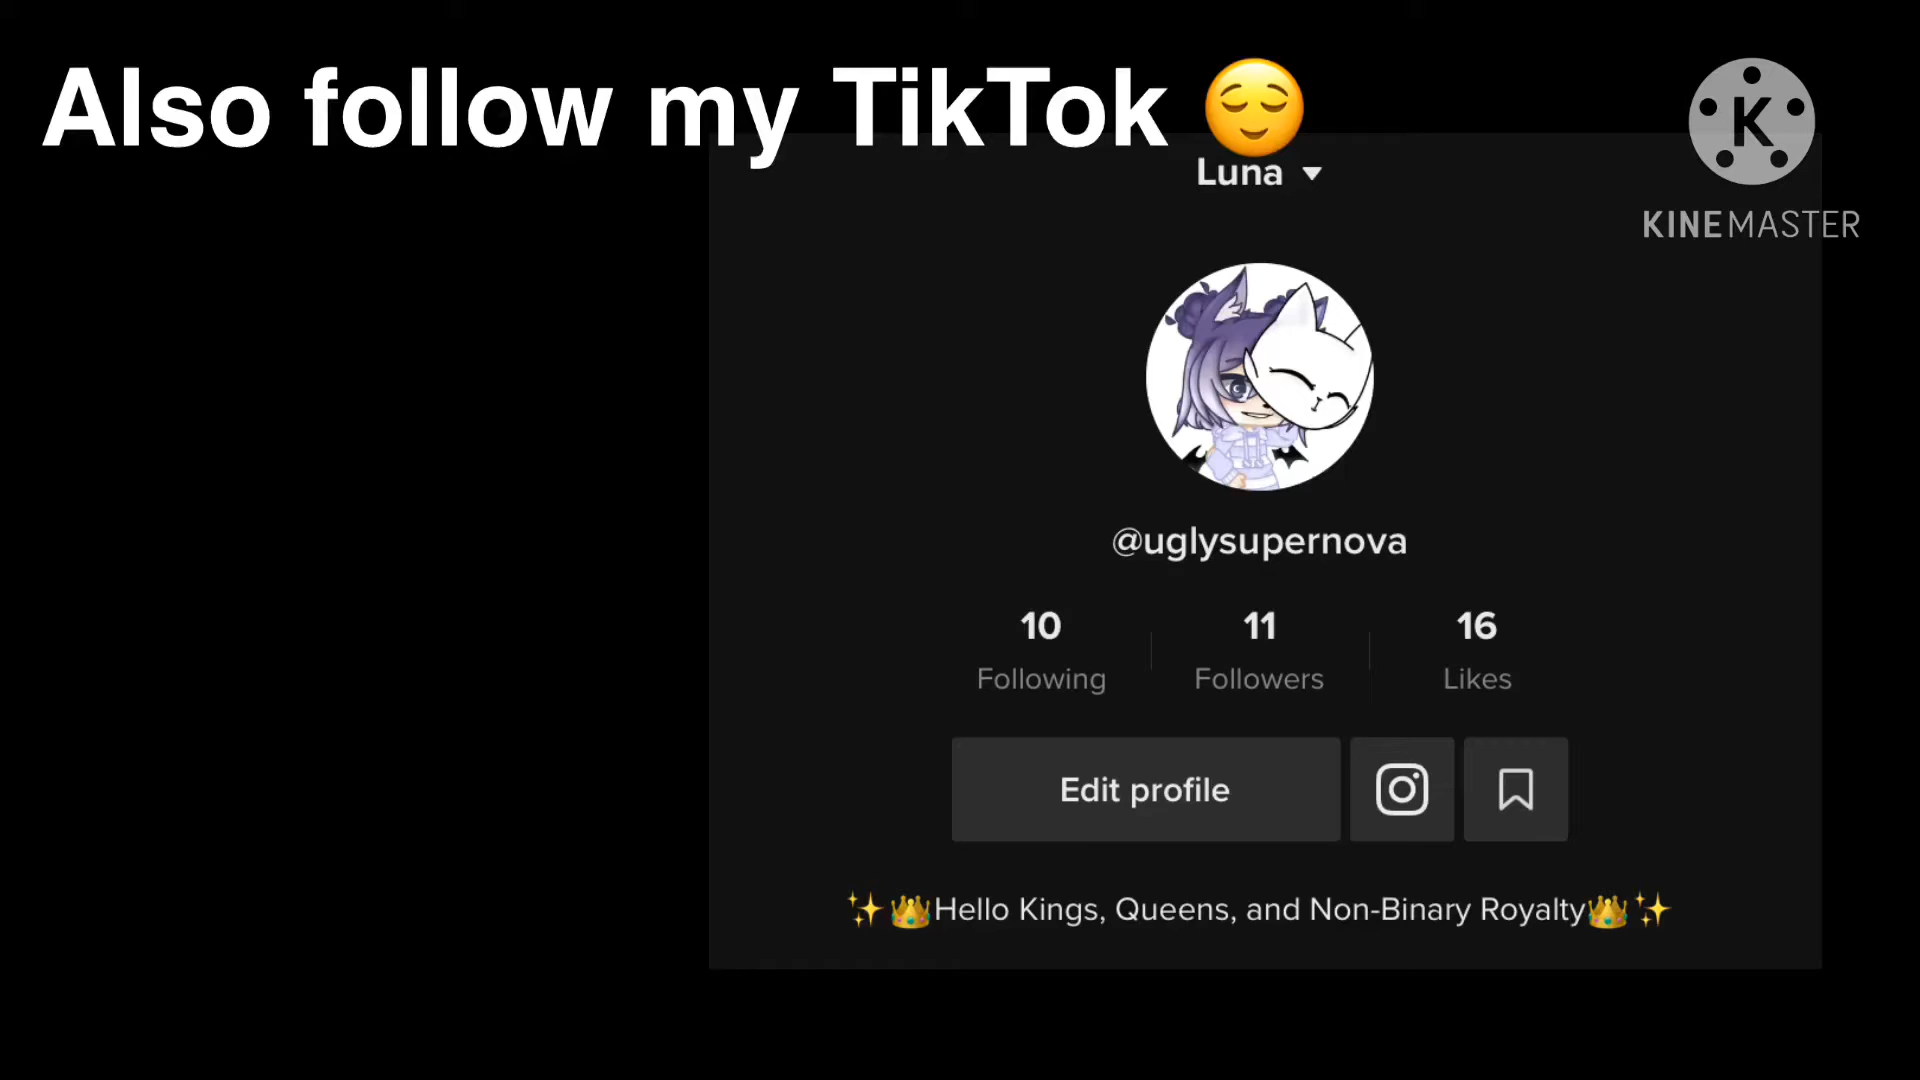 Also follow my TikTok 😌
Luna
K
KINEMASTER
@uglysupernova
10 11 16
Following Followers Likes
Edit profile
✨👑Hello Kings, Queens, and Non-Binary Royalty👑✨